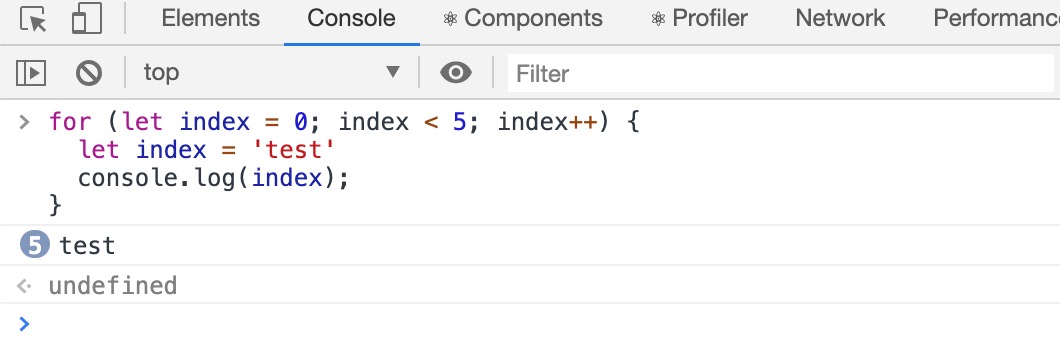 Elements Console ⚛ Components ⚛ Profiler Network Performanc
top ▼ Filter
> for (let index = 0; index < 5; index++) {
let index = 'test'
console.log(index);
}
5 test
<· undefined
>